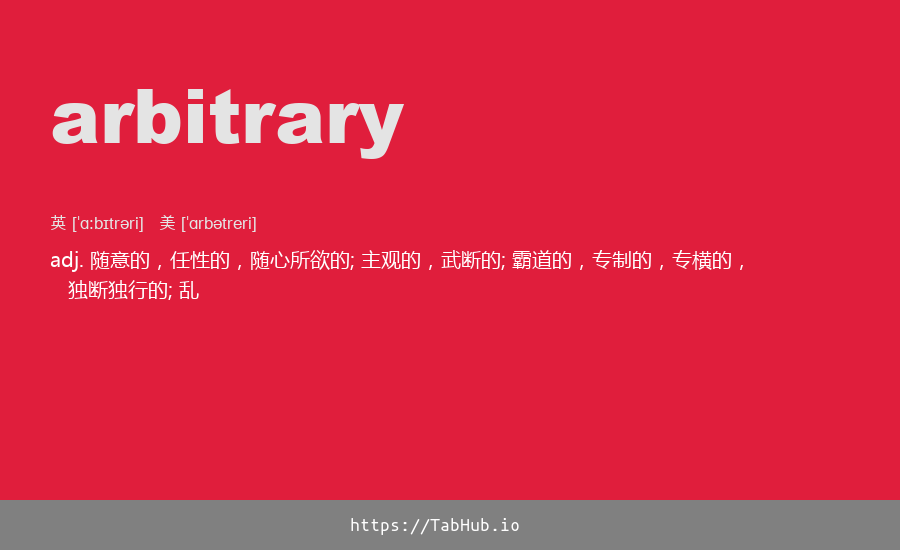 arbitrary
英 ['ɑːbɪtrəri] 美 ['ɑrbətreri]
adj. 随意的，任性的，随心所欲的; 主观的，武断的; 霸道的，专制的，专横的，
独断独行的; 乱
https://TabHub.io